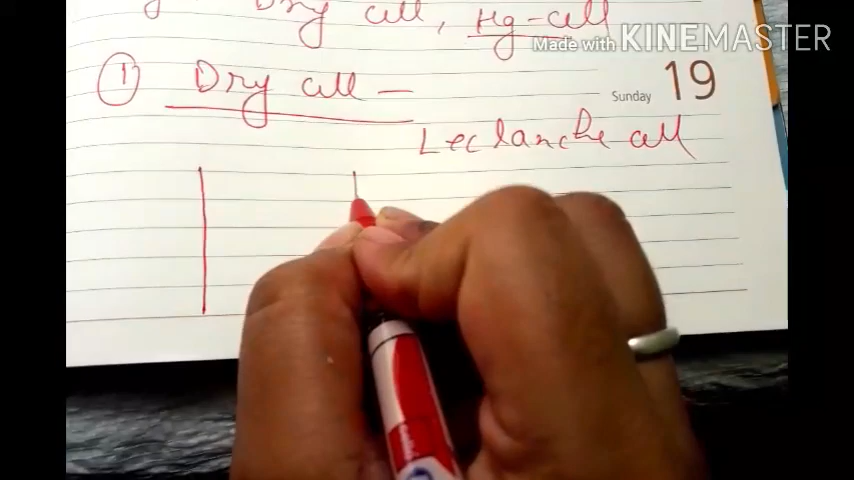 Dry cell, Hg-cell
Made with KINEMASTER
① Dry cell —
Sunday 19
Leclanche cell